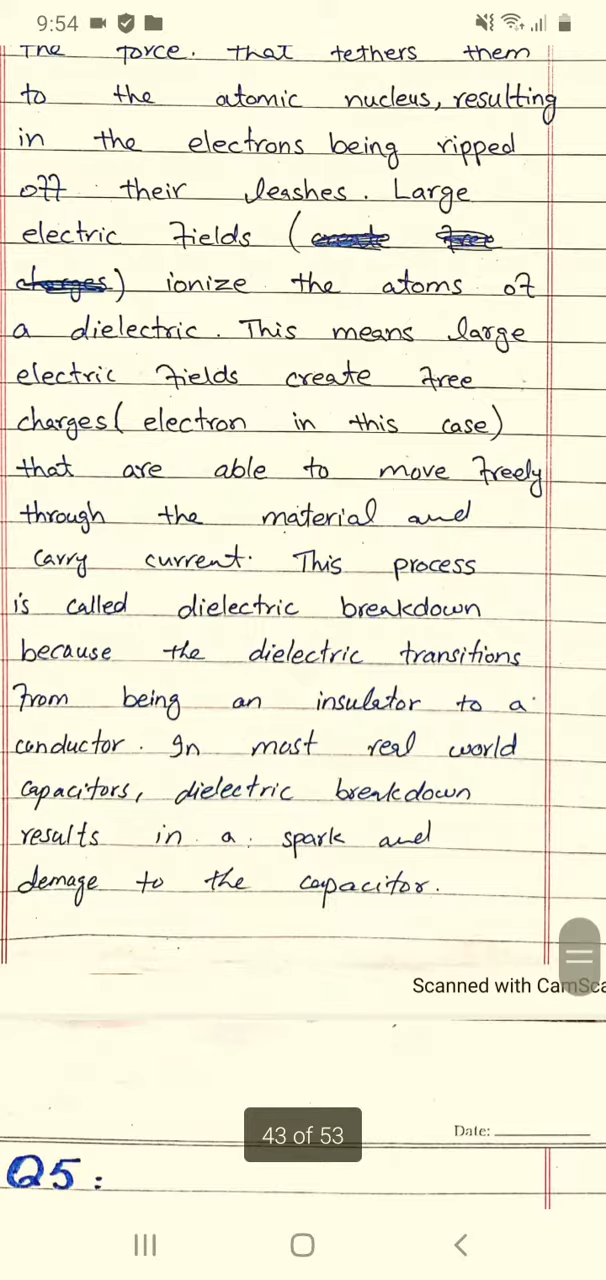 9:54
The force. that tethers them
to the atomic nucleus, resulting
in the electrons being ripped
off their leashes. Large
electric fields (create free
charges) ionize the atoms of
a dielectric. This means large
electric fields create free
charges (electron in this case)
that are able to move freely
through the material and
carry current. This process
is called dielectric breakdown
because the dielectric transitions
from being an insulator to a
conductor. In most real world
capacitors, dielectric breakdown
results in a spark and
demage to the capacitor.
Scanned with CamSca
43 of 53
Date:
Q5: